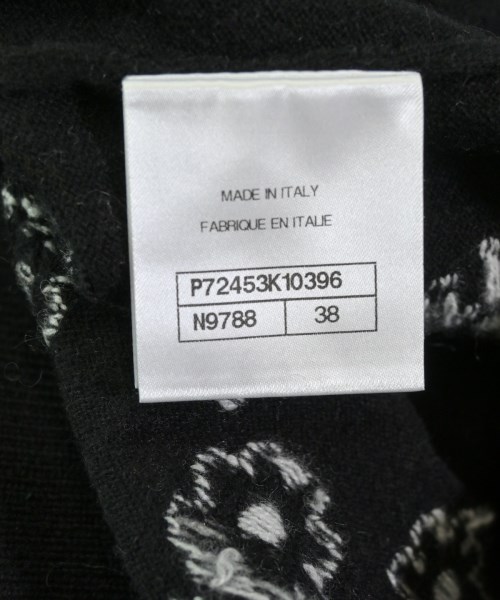 MADE IN ITALY
FABRIQUE EN ITALIE
P72453K10396
N9788 38